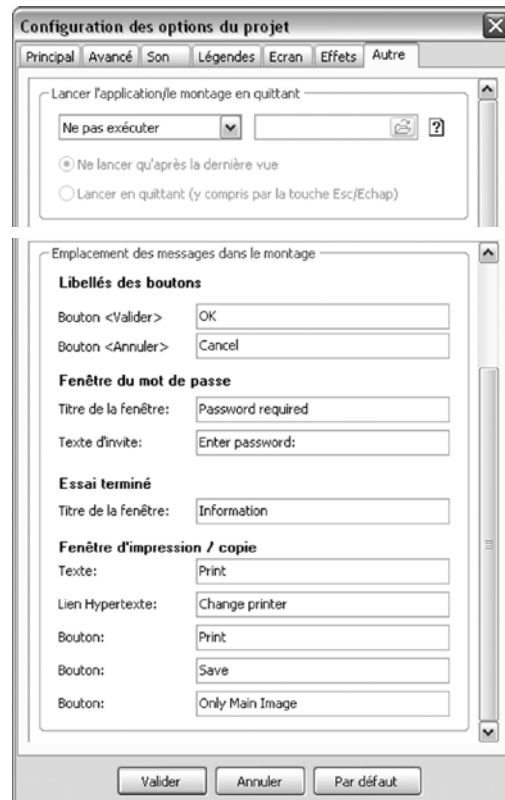 Configuration des options du projet
Principal Avancé Son Légendes Ecran Effets Autre
Lancer l'application/le montage en quittant
Ne pas exécuter
Ne lancer qu'après la dernière vue
Lancer en quittant (y compris par la touche Esc/Echap)
Emplacement des messages dans le montage
Libellés des boutons
Bouton <Valider> OK
Bouton <Annuler> Cancel
Fenêtre du mot de passe
Titre de la fenêtre: Password required
Texte d'invite: Enter password:
Essai terminé
Titre de la fenêtre: Information
Fenêtre d'impression / copie
Texte: Print
Lien Hypertexte: Change printer
Bouton: Print
Bouton: Save
Bouton: Only Main Image
Valider Annuler Par défaut